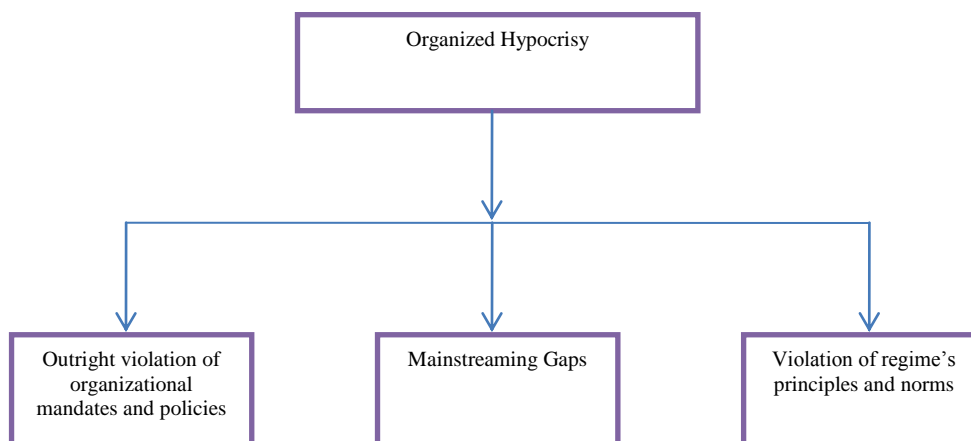 Organized Hypocrisy
Outright violation of
organizational
mandates and policies
Mainstreaming Gaps
Violation of regime’s
principles and norms